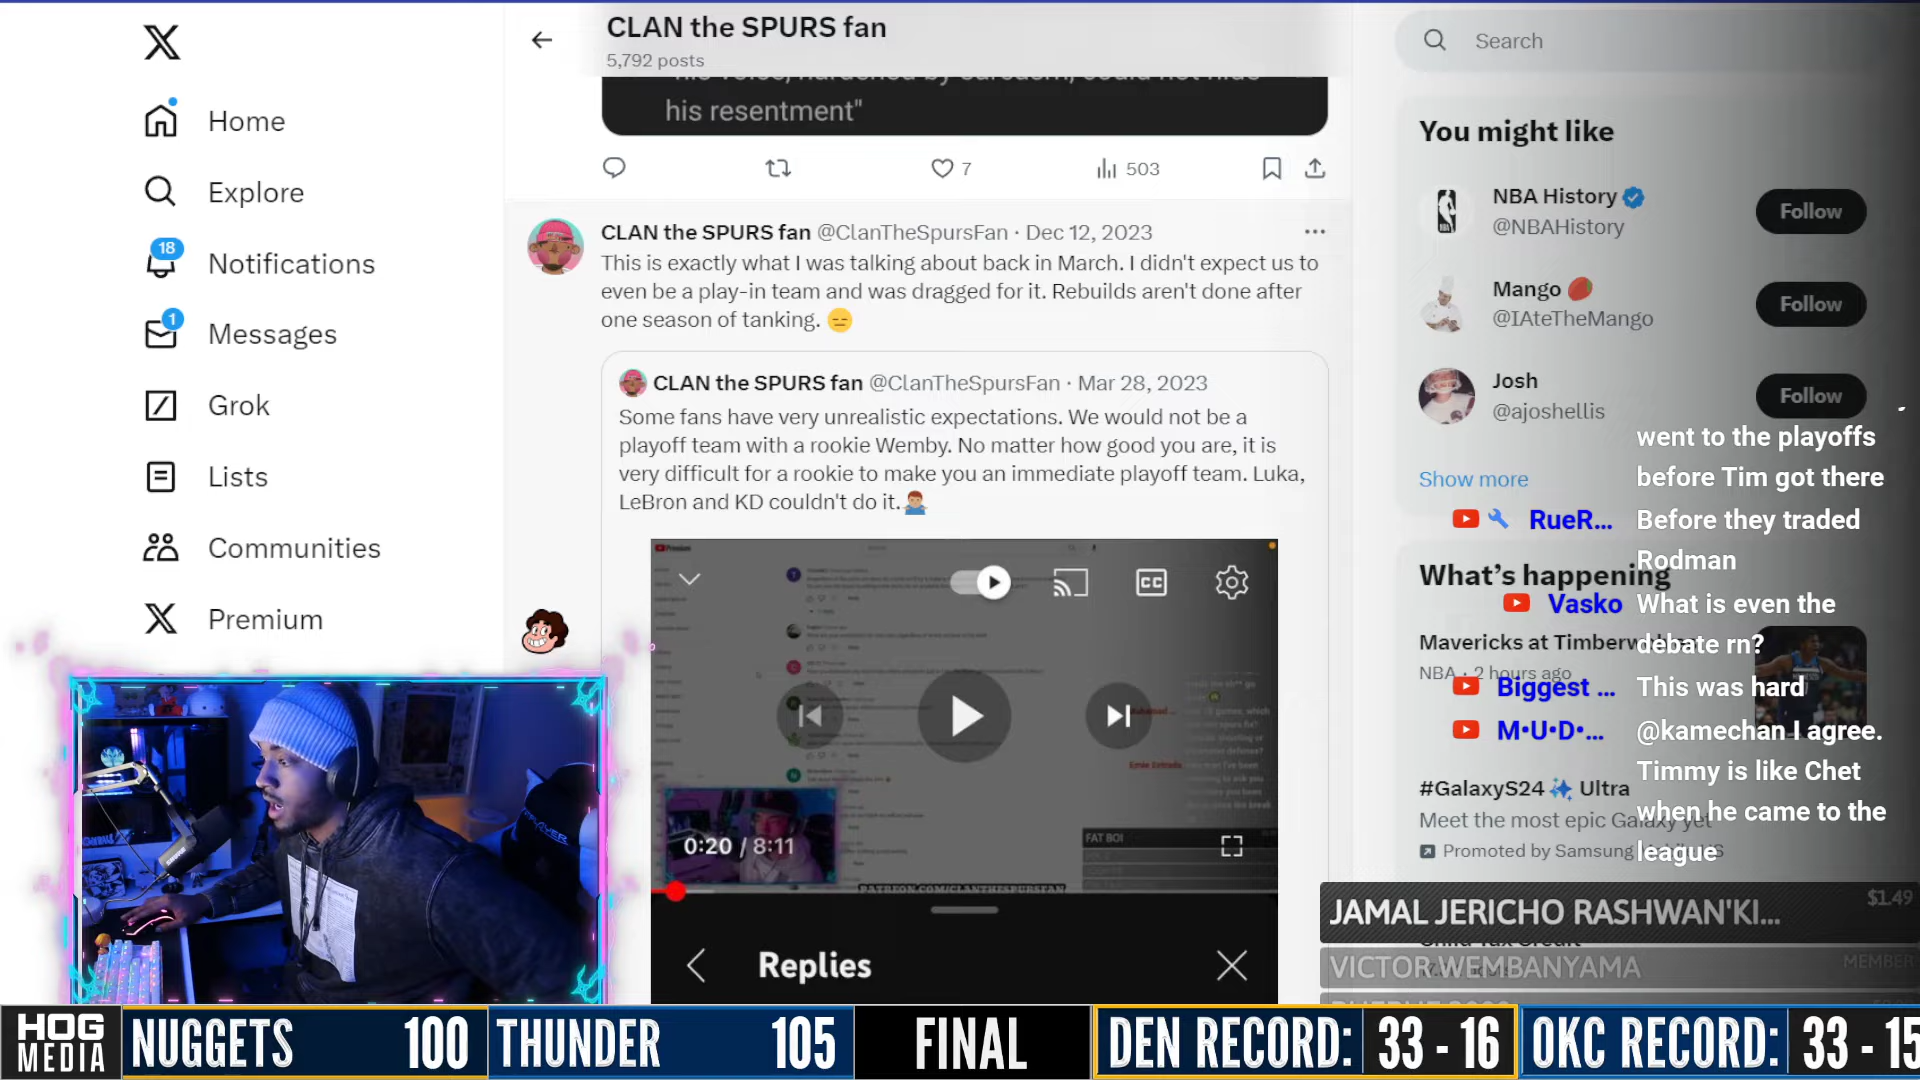 CLAN the SPURS fan
5,792 posts
his resentment"
7
503
Home
Explore
18
Notifications
1
Messages
Grok
Lists
Communities
Premium
CLAN the SPURS fan @ClanTheSpursFan · Dec 12, 2023
This is exactly what I was talking about back in March. I didn't expect us to
even be a play-in team and was dragged for it. Rebuilds aren't done after
one season of tanking. 😑
CLAN the SPURS fan @ClanTheSpursFan · Mar 28, 2023
Some fans have very unrealistic expectations. We would not be a
playoff team with a rookie Wemby. No matter how good you are, it is
very difficult for a rookie to make you an immediate playoff team. Luka,
LeBron and KD couldn't do it.
CC
FAT BOI
0:20 / 8:11
PATREON.COM/CLANTHESPURSFAN
Replies
Search
You might like
NBA History
@NBAHistory
Follow
Mango
@IAteTheMango
Follow
Josh
@ajoshellis
Follow
Show more
What's happening
Mavericks at
NBA · 2 hours ago
#GalaxyS24 Ultra
Meet the most epic Galaxy yet
Promoted by Samsung
went to the playoffs
before Tim got there
RueR... Before they traded
Rodman
Vasko What is even the
debate rn?
Biggest ... This was hard
M•U•D•... @kamechan I agree.
Timmy is like Chet
when he came to the
league
JAMAL JERICHO RASHWAN'KI... $1.49
VICTOR WEMBANYAMA MEMBER
HOG
MEDIA
NUGGETS 100 THUNDER 105 FINAL DEN RECORD: 33 - 16 OKC RECORD: 33 - 15